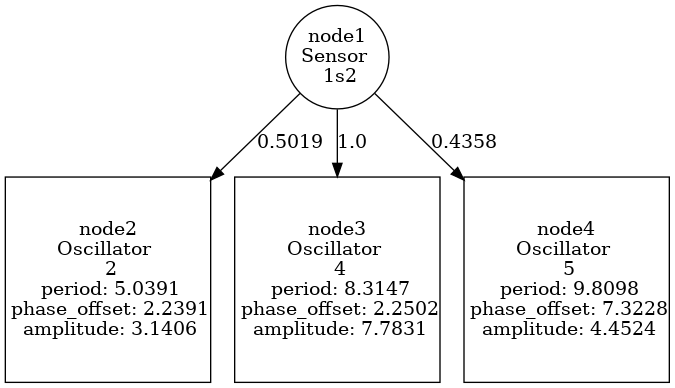 node1
Sensor
1s2
0.5019
1.0
0.4358
node2
Oscillator
2
period: 5.0391
phase_offset: 2.2391
amplitude: 3.1406
node3
Oscillator
4
period: 8.3147
phase_offset: 2.2502
amplitude: 7.7831
node4
Oscillator
5
period: 9.8098
phase_offset: 7.3228
amplitude: 4.4524